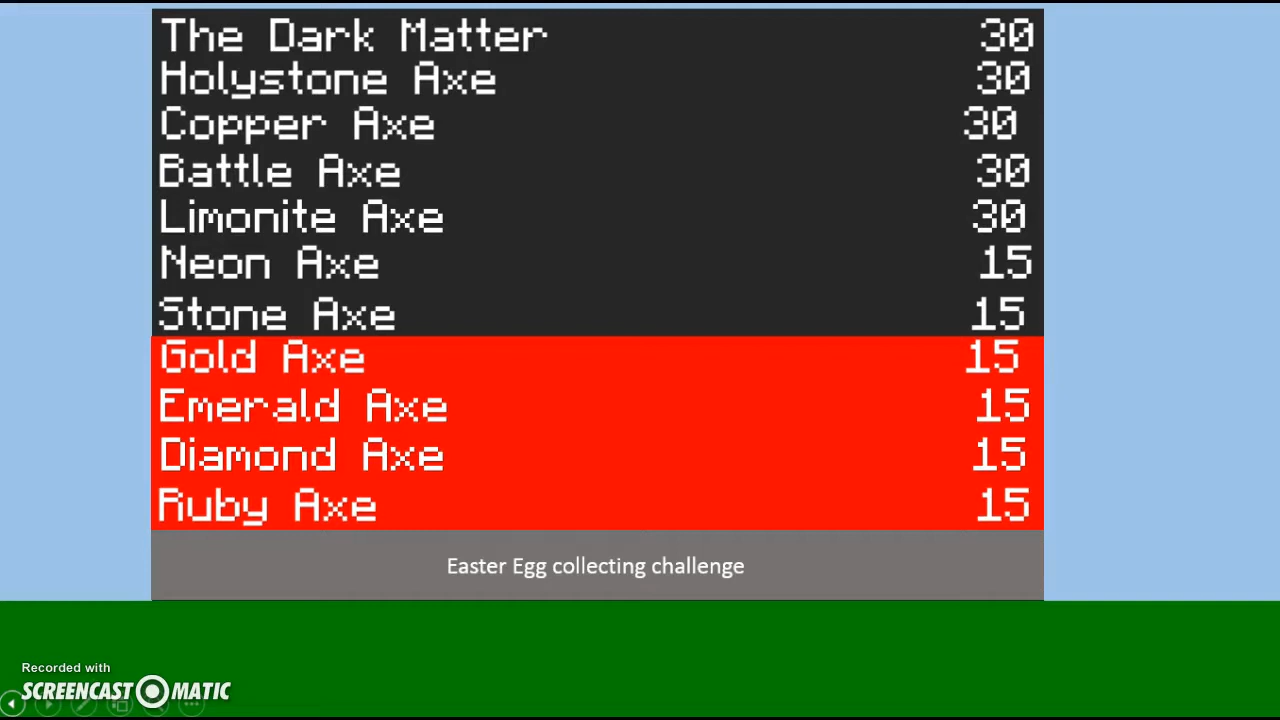 The Dark Matter 30
Holystone Axe 30
Copper Axe 30
Battle Axe 30
Limonite Axe 30
Neon Axe 15
Stone Axe 15
Gold Axe 15
Emerald Axe 15
Diamond Axe 15
Ruby Axe 15
Easter Egg collecting challenge
Recorded with
SCREENCAST MATIC